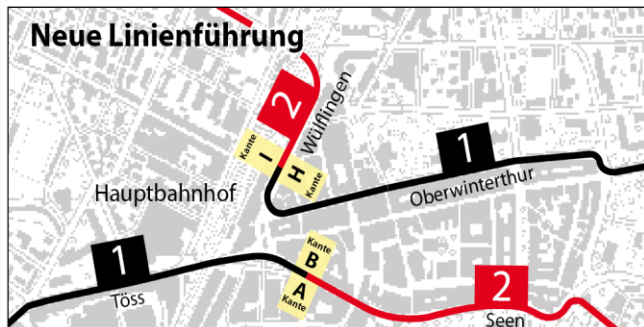 Neue Linienführung
2
Wülflingen
Kante
I
H
Kante
1
Oberwinterthur
Hauptbahnhof
1
Töss
Kante
B
A
Kante
2
Seen